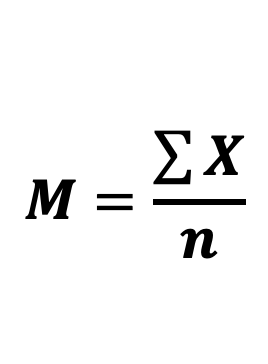 M = ∑ X / n